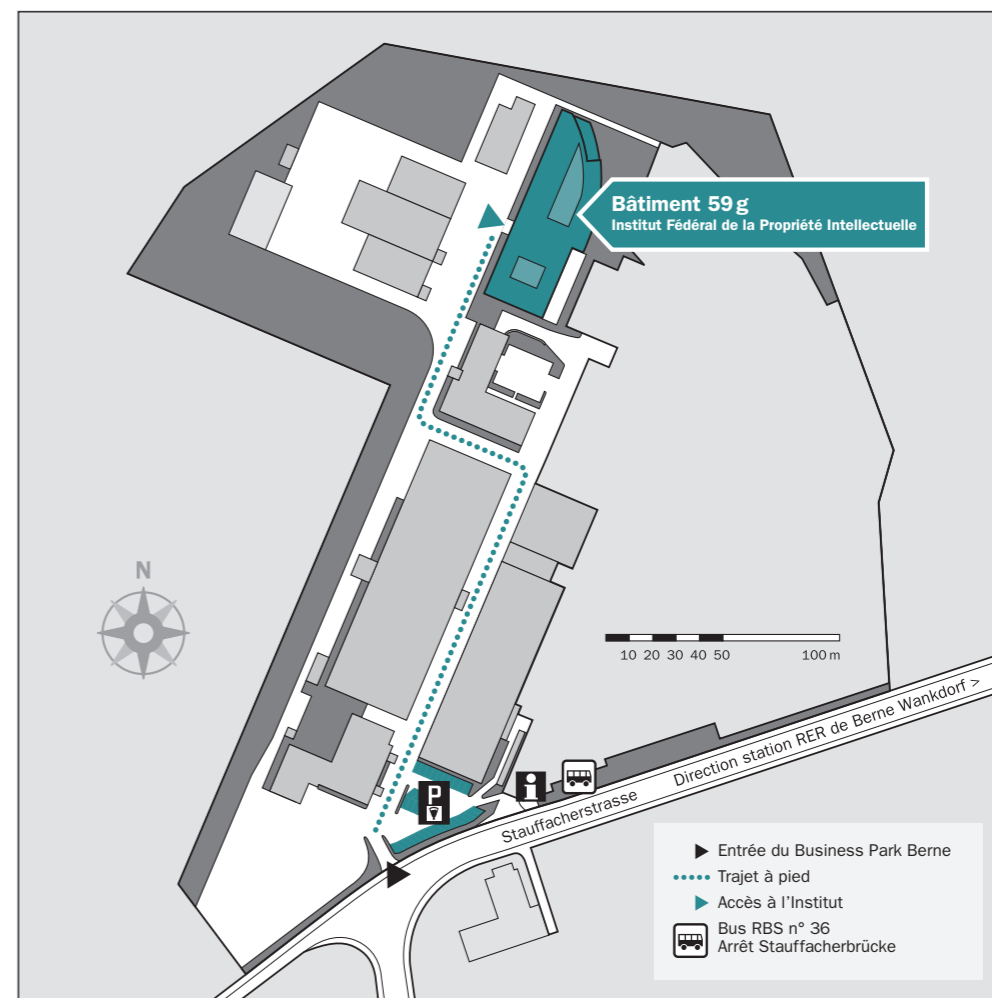 Bâtiment 59 g
Institut Fédéral de la Propriété Intellectuelle
N
10 20 30 40 50 100 m
Direction station RER de Berne Wankdorf >
Stauffacherstrasse
P
i
Entrée du Business Park Berne
Trajet à pied
Accès à l'Institut
Bus RBS n° 36
Arrêt Stauffacherbrücke